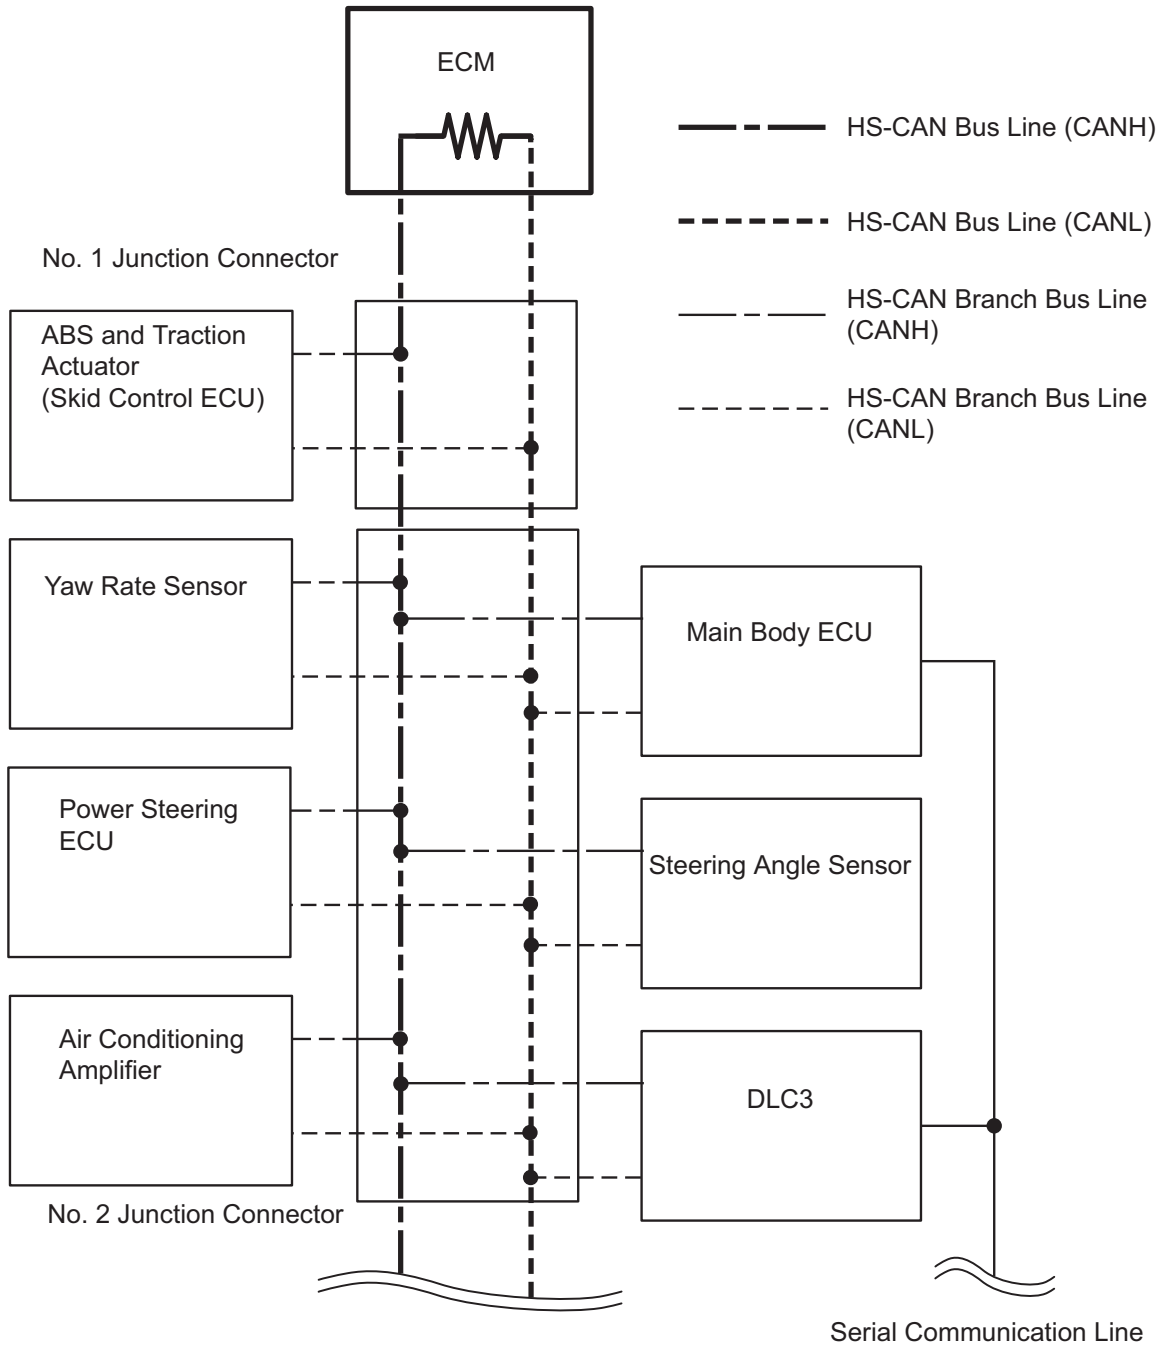 ECM
HS-CAN Bus Line (CANH)
HS-CAN Bus Line (CANL)
No. 1 Junction Connector
HS-CAN Branch Bus Line
(CANH)
ABS and Traction
Actuator
(Skid Control ECU)
HS-CAN Branch Bus Line
(CANL)
Yaw Rate Sensor
Main Body ECU
Power Steering
ECU
Steering Angle Sensor
Air Conditioning
Amplifier
DLC3
No. 2 Junction Connector
Serial Communication Line